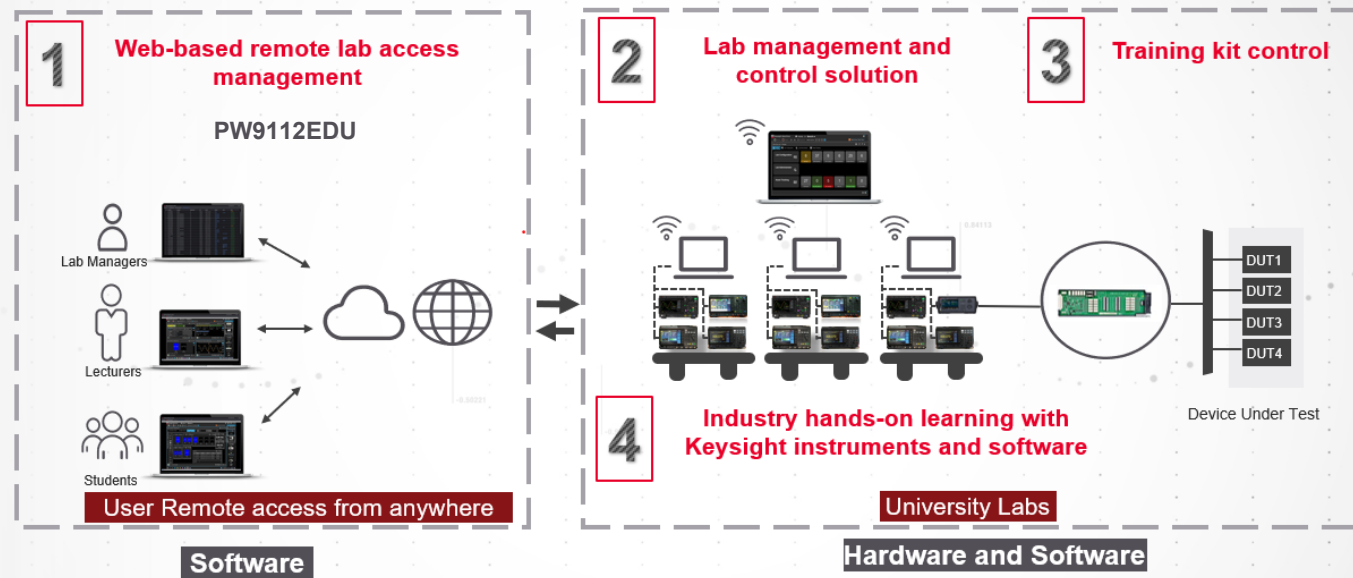 1
Web-based remote lab access
management
PW9112EDU
Lab Managers
Lecturers
Students
User Remote access from anywhere
Software
2
Lab management and
control solution
3
Training kit control
DUT1
DUT2
DUT3
DUT4
Device Under Test
4
Industry hands-on learning with
Keysight instruments and software
University Labs
Hardware and Software